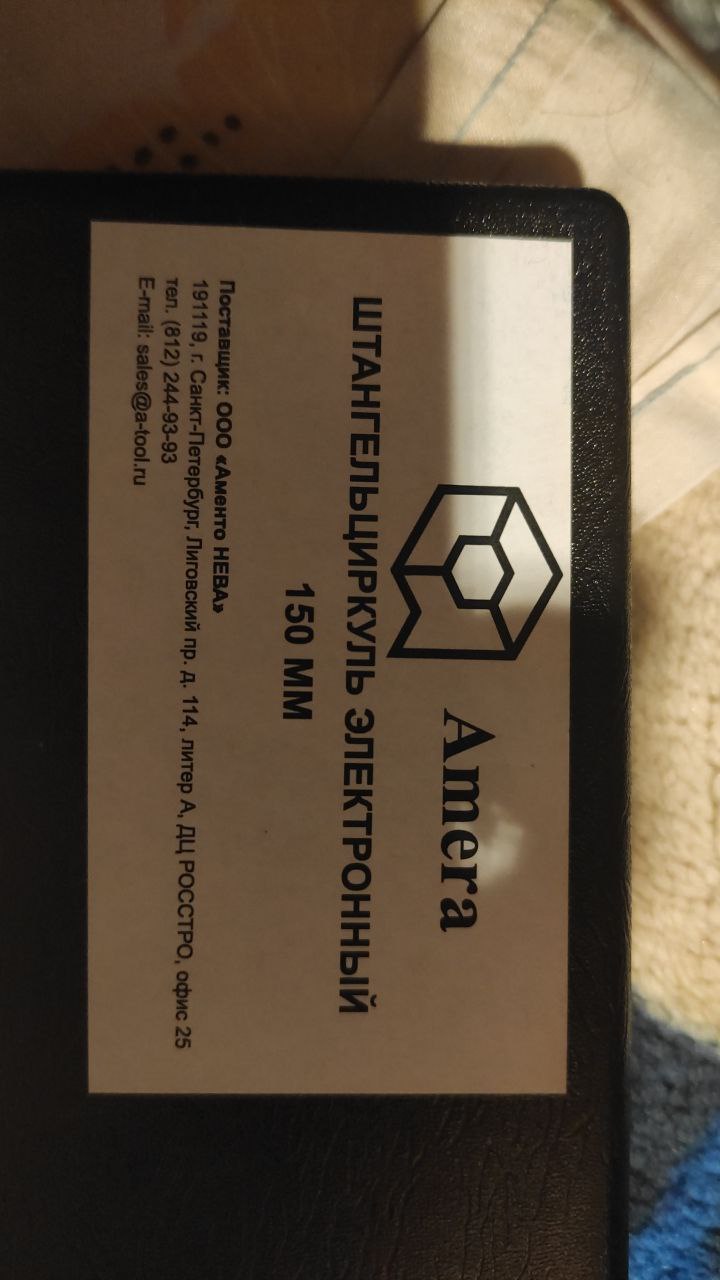 Amera
ШТАНГЕЛЬЦИРКУЛЬ ЭЛЕКТРОННЫЙ
150 ММ
Поставщик: ООО «Аменто НЕВА»
191119, г. Санкт-Петербург, Лиговский пр. д. 114, литер А, ДЦ РОССТРО, офис 25
тел. (812) 244-93-93
E-mail: sales@a-tool.ru